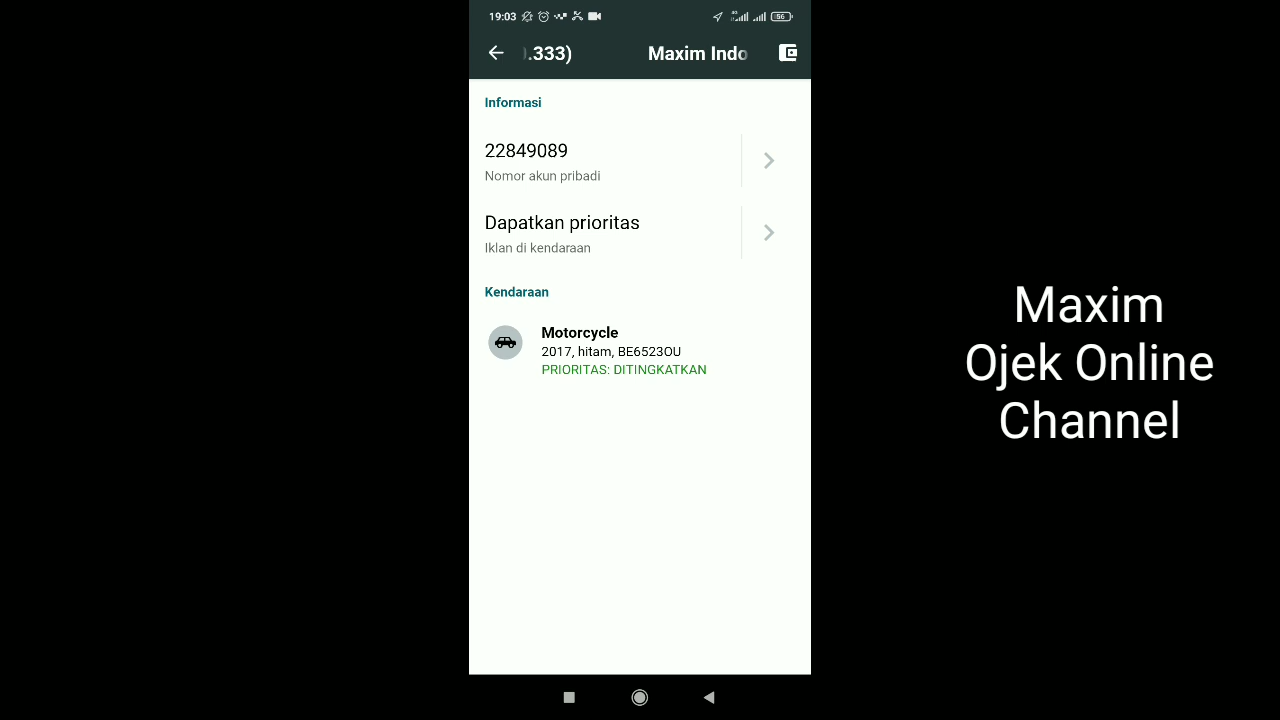 19:03
56
.333) Maxim Indo
Informasi
22849089
Nomor akun pribadi
Dapatkan prioritas
Iklan di kendaraan
Kendaraan
Motorcycle
2017, hitam, BE6523OU
PRIORITAS: DITINGKATKAN
Maxim
Ojek Online
Channel